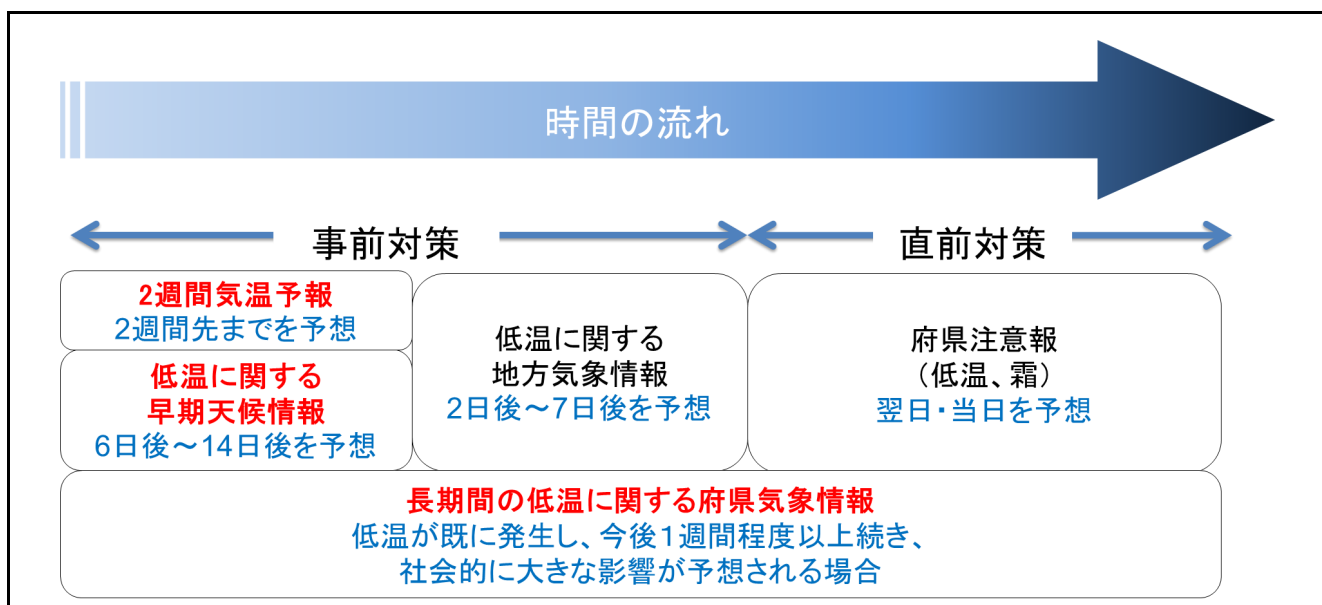 時間の流れ
事前対策
直前対策
2週間気温予報
2週間先までを予想
低温に関する
早期天候情報
6日後～14日後を予想
低温に関する
地方気象情報
2日後～7日後を予想
府県注意報
（低温、霜）
翌日・当日を予想
長期間の低温に関する府県気象情報
低温が既に発生し、今後１週間程度以上続き、
社会的に大きな影響が予想される場合